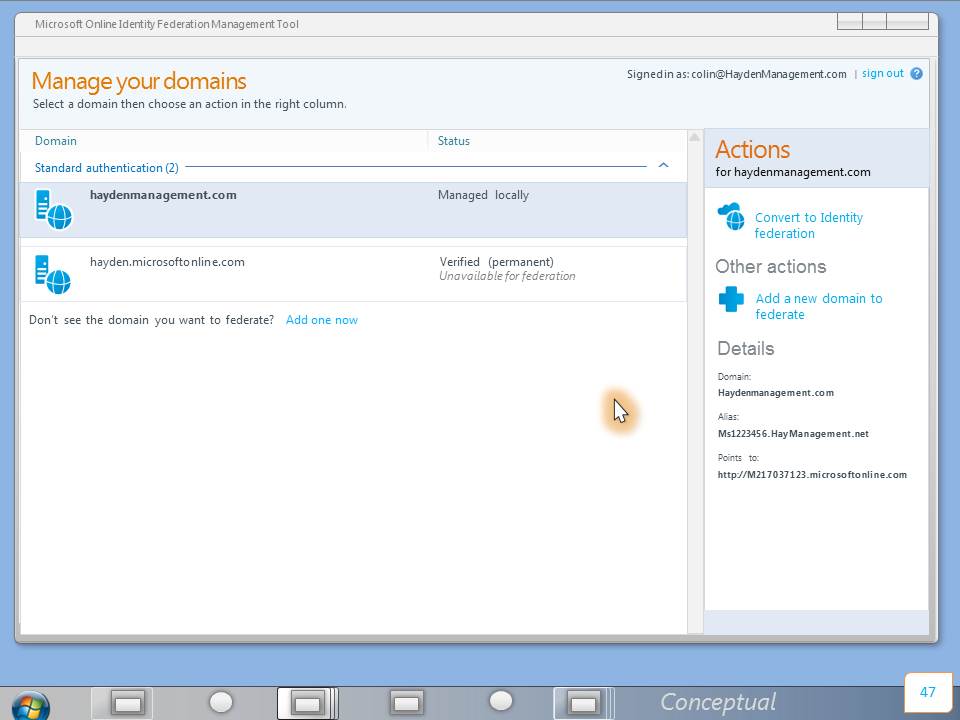 Microsoft Online Identity Federation Management Tool
Manage your domains
Select a domain then choose an action in the right column.
Signed in as: colin@HaydenManagement.com | sign out ?
Domain Status
Standard authentication (2)
haydenmanagement.com Managed locally
hayden.microsoftonline.com Verified (permanent)
Unavailable for federation
Don't see the domain you want to federate? Add one now
Actions
for haydenmanagement.com
Convert to Identity
federation
Other actions
Add a new domain to
federate
Details
Domain:
Haydenmanagement.com
Alias:
Ms1223456.HayManagement.net
Points to:
http://M217037123.microsoftonline.com
Conceptual
47